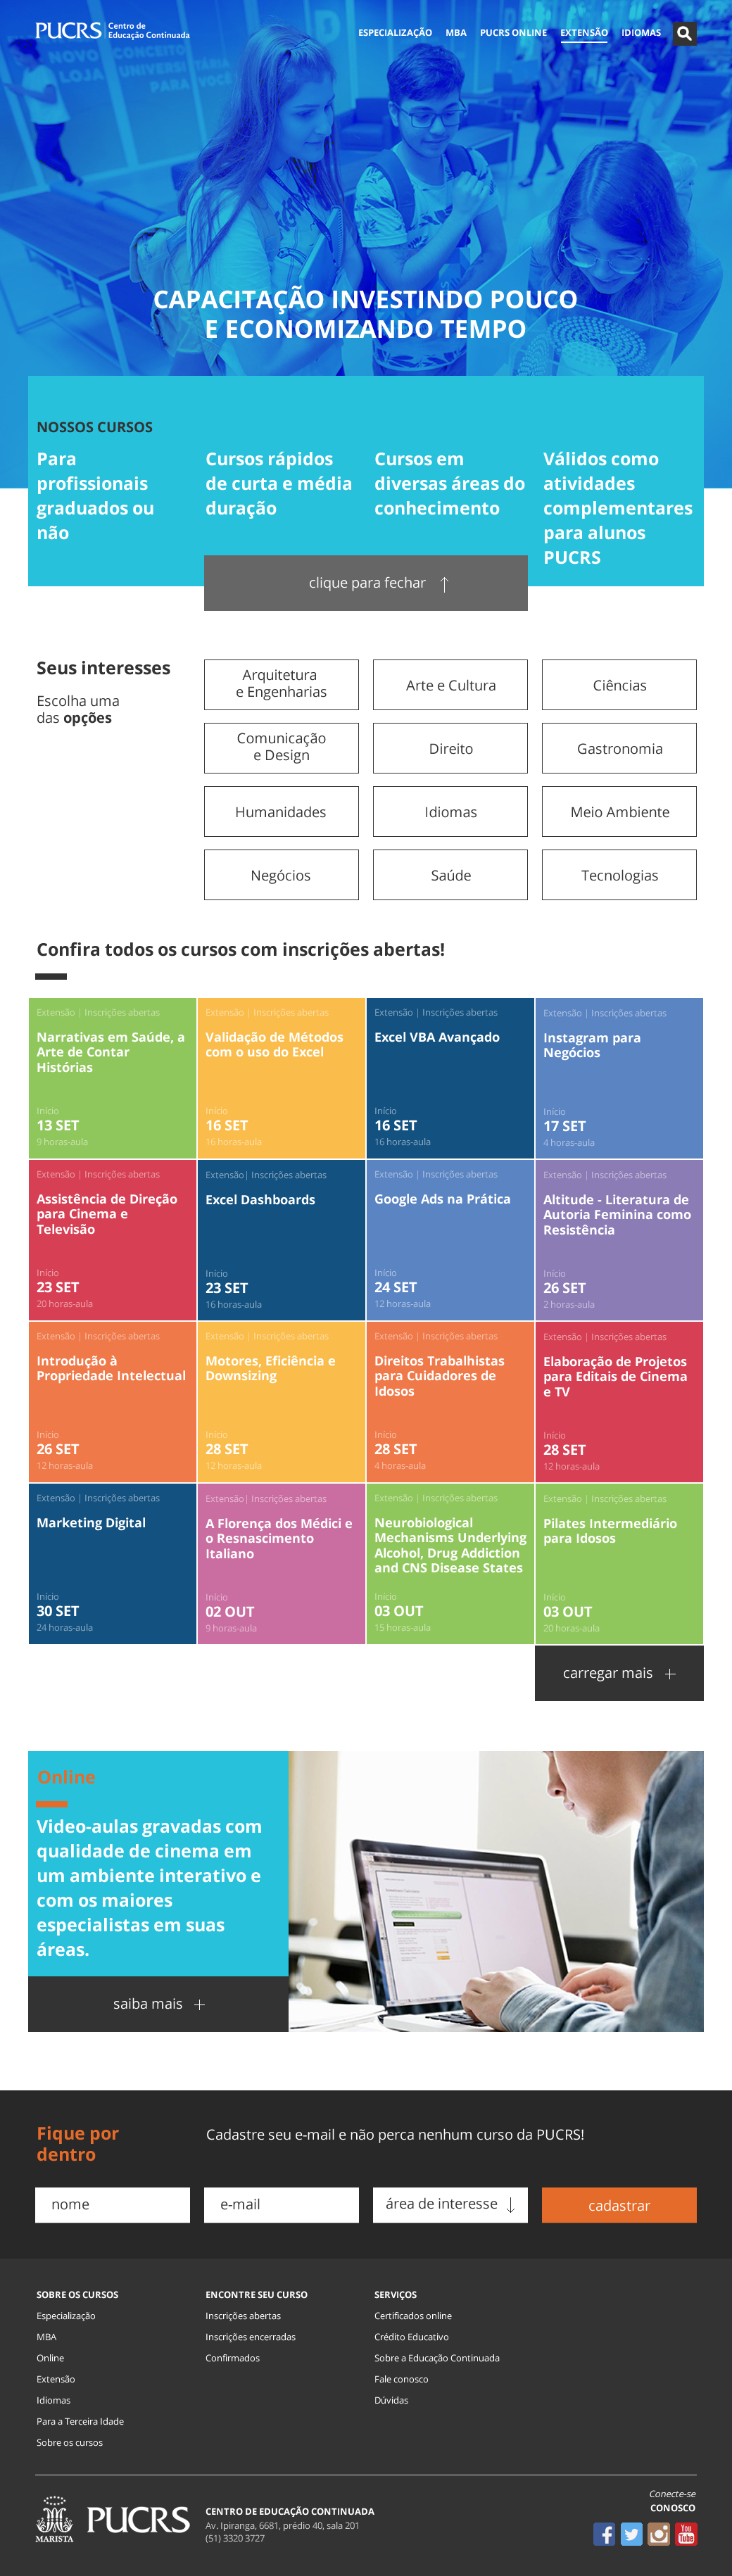 PUCRS Centro de Educação Continuada
ESPECIALIZAÇÃO MBA PUCRS ONLINE EXTENSÃO IDIOMAS
CAPACITAÇÃO INVESTINDO POUCO
E ECONOMIZANDO TEMPO
NOSSOS CURSOS
Para
profissionais
graduados ou
não
Cursos rápidos
de curta e média
duração
Cursos em
diversas áreas do
conhecimento
Válidos como
atividades
complementares
para alunos
PUCRS
clique para fechar
Seus interesses
Escolha uma
das opções
Arquitetura
e Engenharias
Arte e Cultura
Ciências
Comunicação
e Design
Direito
Gastronomia
Humanidades
Idiomas
Meio Ambiente
Negócios
Saúde
Tecnologias
Confira todos os cursos com inscrições abertas!
Extensão | Inscrições abertas
Narrativas em Saúde, a
Arte de Contar
Histórias
Início
13 SET
9 horas-aula
Extensão | Inscrições abertas
Validação de Métodos
com o uso do Excel
Início
16 SET
16 horas-aula
Extensão | Inscrições abertas
Excel VBA Avançado
Início
16 SET
16 horas-aula
Extensão | Inscrições abertas
Instagram para
Negócios
Início
17 SET
4 horas-aula
Extensão | Inscrições abertas
Assistência de Direção
para Cinema e
Televisão
Início
23 SET
20 horas-aula
Extensão| Inscrições abertas
Excel Dashboards
Início
23 SET
16 horas-aula
Extensão | Inscrições abertas
Google Ads na Prática
Início
24 SET
12 horas-aula
Extensão | Inscrições abertas
Altitude - Literatura de
Autoria Feminina como
Resistência
Início
26 SET
2 horas-aula
Extensão | Inscrições abertas
Introdução à
Propriedade Intelectual
Início
26 SET
12 horas-aula
Extensão | Inscrições abertas
Motores, Eficiência e
Downsizing
Início
28 SET
12 horas-aula
Extensão | Inscrições abertas
Direitos Trabalhistas
para Cuidadores de
Idosos
Início
28 SET
4 horas-aula
Extensão | Inscrições abertas
Elaboração de Projetos
para Editais de Cinema
e TV
Início
28 SET
12 horas-aula
Extensão | Inscrições abertas
Marketing Digital
Início
30 SET
24 horas-aula
Extensão| Inscrições abertas
A Florença dos Médici e
o Resnascimento
Italiano
Início
02 OUT
9 horas-aula
Extensão | Inscrições abertas
Neurobiological
Mechanisms Underlying
Alcohol, Drug Addiction
and CNS Disease States
Início
03 OUT
15 horas-aula
Extensão | Inscrições abertas
Pilates Intermediário
para Idosos
Início
03 OUT
20 horas-aula
carregar mais
Online
Video-aulas gravadas com
qualidade de cinema em
um ambiente interativo e
com os maiores
especialistas em suas
áreas.
saiba mais
Fique por
dentro
Cadastre seu e-mail e não perca nenhum curso da PUCRS!
nome
e-mail
área de interesse
cadastrar
SOBRE OS CURSOS
Especialização
MBA
Online
Extensão
Idiomas
Para a Terceira Idade
Sobre os cursos
ENCONTRE SEU CURSO
Inscrições abertas
Inscrições encerradas
Confirmados
SERVIÇOS
Certificados online
Crédito Educativo
Sobre a Educação Continuada
Fale conosco
Dúvidas
MARISTA
PUCRS
CENTRO DE EDUCAÇÃO CONTINUADA
Av. Ipiranga, 6681, prédio 40, sala 201
(51) 3320 3727
Conecte-se
CONOSCO
You
Tube